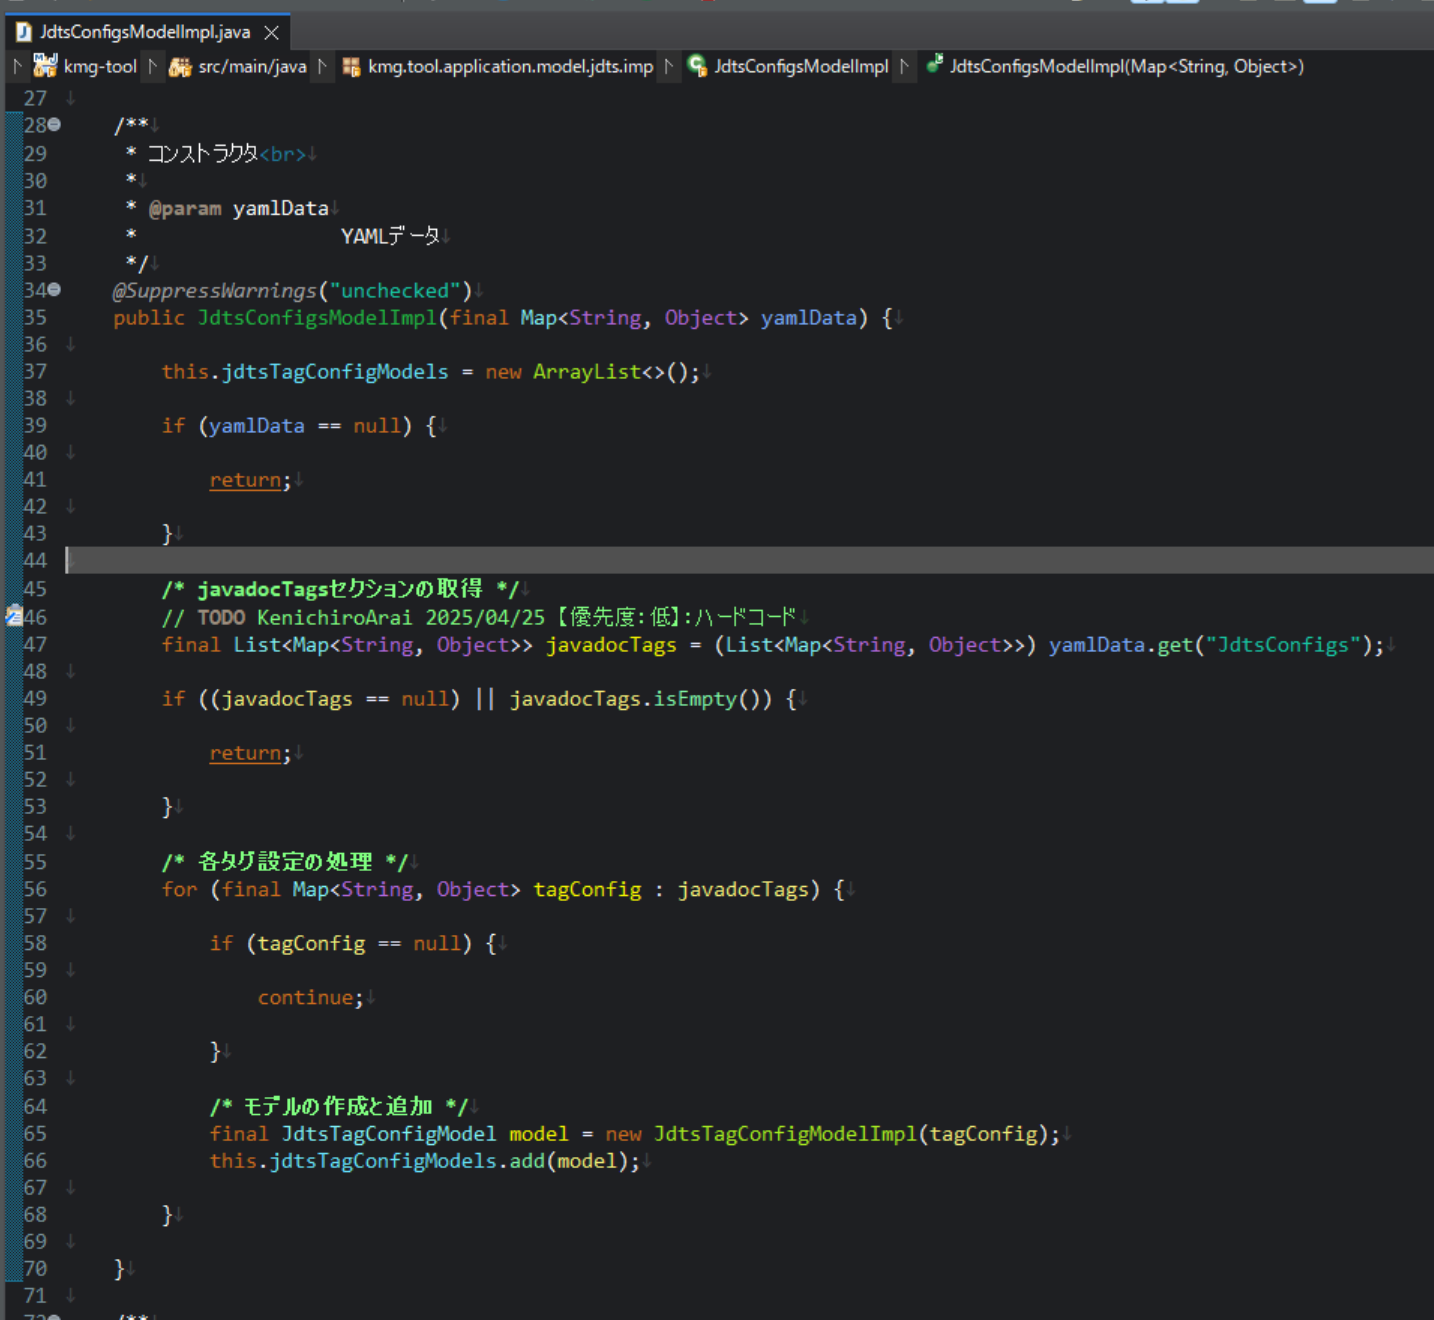 JdtsConfigsModelImpl.java
kmg-tool src/main/java kmg.tool.application.model.jdts.imp JdtsConfigsModelImpl JdtsConfigsModelImpl(Map<String, Object>)
27
28 /**
29 * コンストラクタ<br>
30 *
31 * @param yamlData
32 * YAMLデータ
33 */
34 @SuppressWarnings("unchecked")
35 public JdtsConfigsModelImpl(final Map<String, Object> yamlData) {
36
37 this.jdtsTagConfigModels = new ArrayList<>();
38
39 if (yamlData == null) {
40
41 return;
42
43 }
44
45 /* javadocTagsセクションの取得 */
46 // TODO KenichiroArai 2025/04/25 【優先度:低】:ハードコード
47 final List<Map<String, Object>> javadocTags = (List<Map<String, Object>>) yamlData.get("JdtsConfigs");
48
49 if ((javadocTags == null) || javadocTags.isEmpty()) {
50
51 return;
52
53 }
54
55 /* 各タグ設定の処理 */
56 for (final Map<String, Object> tagConfig : javadocTags) {
57
58 if (tagConfig == null) {
59
60 continue;
61
62 }
63
64 /* モデルの作成と追加 */
65 final JdtsTagConfigModel model = new JdtsTagConfigModelImpl(tagConfig);
66 this.jdtsTagConfigModels.add(model);
67
68 }
69
70 }
71